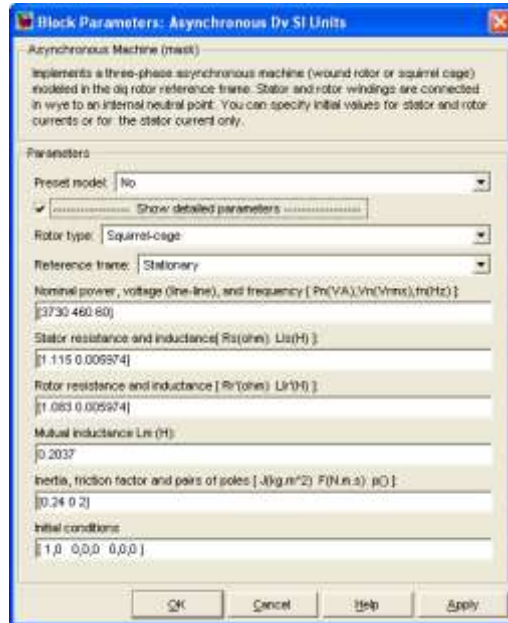 Block Parameters: Asynchronous Dv SI Units
Asynchronous Machine (mask)
Implements a three-phase asynchronous machine (wound rotor or squirrel cage)
modeled in the dq rotor reference frame. Stator and rotor windings are connected
in wye to an internal neutral point. You can specify initial values for stator and rotor
currents or for the stator current only.
Parameters
Preset model: No
------------------ Show detailed parameters ------------------
Rotor type: Squirrel-cage
Reference frame: Stationary
Nominal power, voltage (line-line), and frequency [ Pn(VA),Vn(Vrms),fn(Hz) ]:
[3730 460 60]
Stator resistance and inductance[ Rs(ohm) Lls(H) ]:
[1.115 0.005974]
Rotor resistance and inductance [ Rr'(ohm) Llr'(H) ]:
[1.083 0.005974]
Mutual inductance Lm (H):
0.2037
Inertia, friction factor and pairs of poles [ J(kg.m^2) F(N.m.s) p() ]:
[0.24 0 2]
Initial conditions
[ 1,0 0,0,0 0,0,0 ]
OK Cancel Help Apply